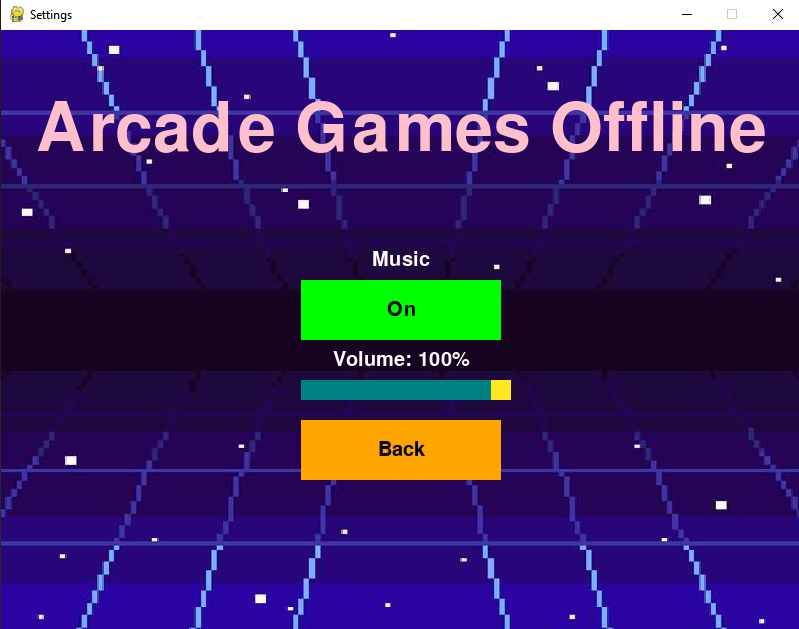 Settings
Arcade Games Offline
Music
On
Volume: 100%
Back